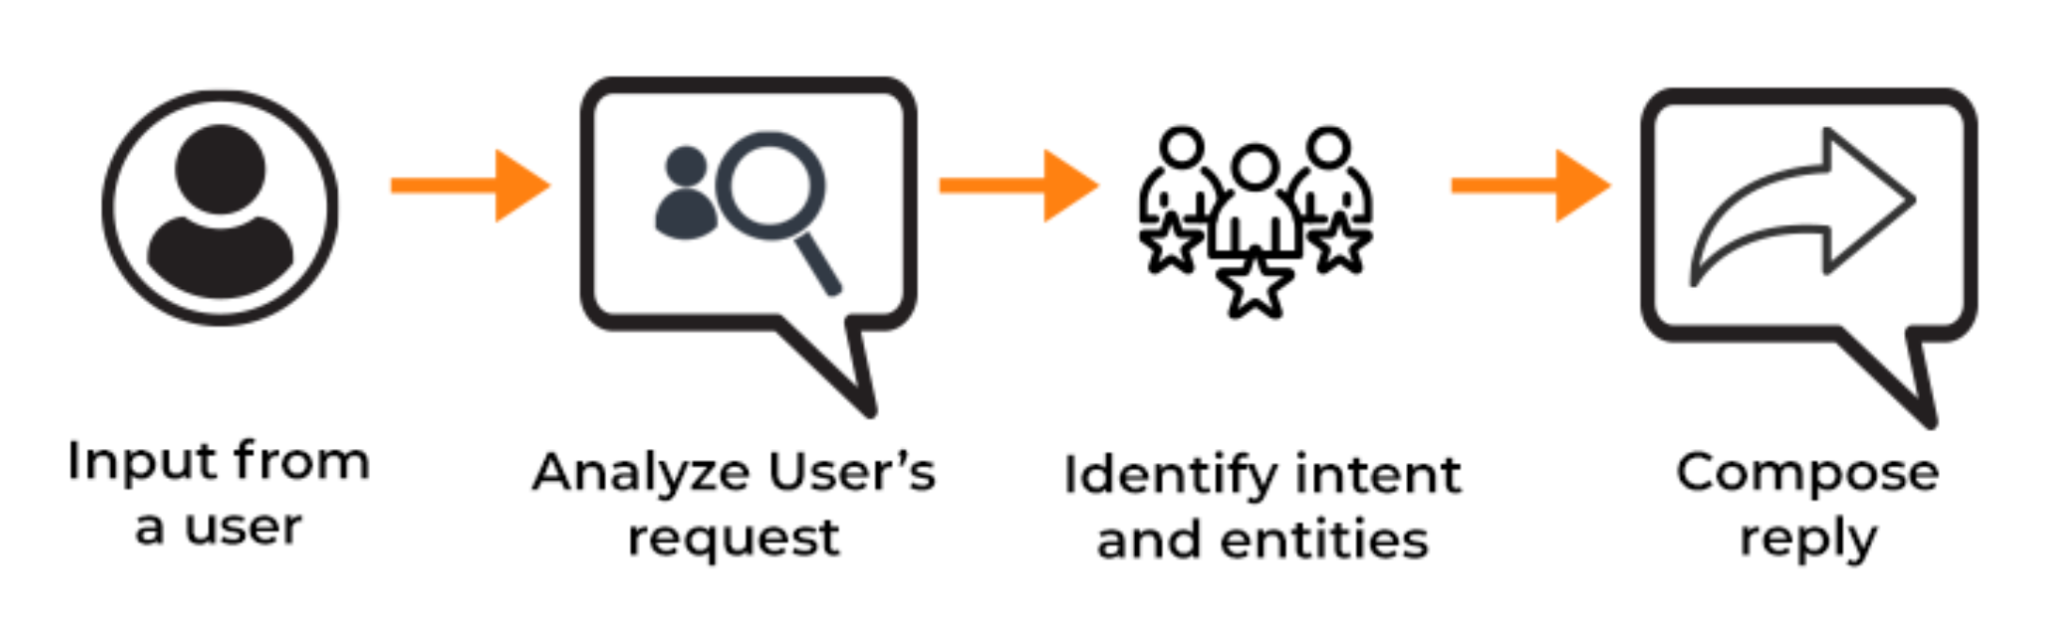 Input from
a user
Analyze User’s
request
Identify intent
and entities
Compose
reply